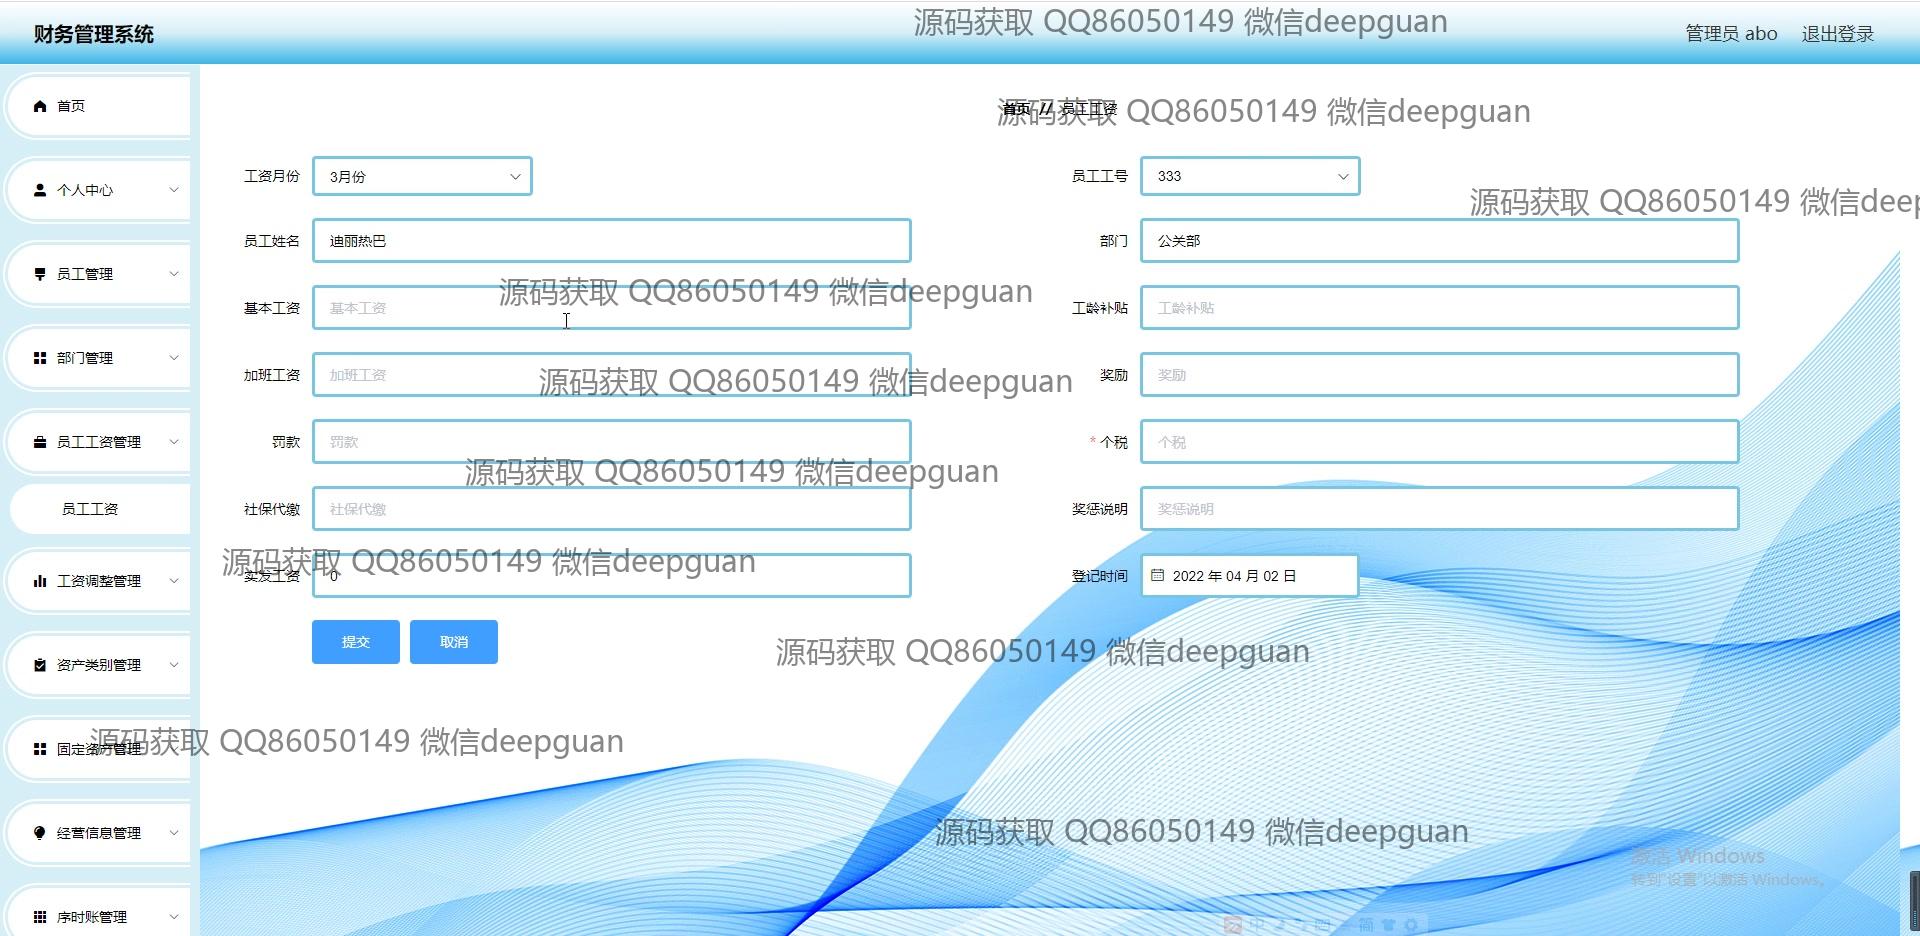 财务管理系统
源码获取 QQ86050149 微信deepguan
管理员 abo 退出登录
首页
首页 // 员工工资
源码获取 QQ86050149 微信deepguan
个人中心
工资月份 3月份
员工工号 333
源码获取 QQ86050149 微信deep
员工姓名 迪丽热巴
部门 公关部
员工管理
源码获取 QQ86050149 微信deepguan
基本工资 基本工资
工龄补贴 工龄补贴
部门管理
加班工资 加班工资
源码获取 QQ86050149 微信deepguan
奖励 奖励
员工工资管理
罚款 罚款
* 个税 个税
源码获取 QQ86050149 微信deepguan
员工工资
社保代缴 社保代缴
奖惩说明 奖惩说明
源码获取 QQ86050149 微信deepguan
工资调整管理
实发工资 0
登记时间 2022 年 04 月 02 日
提交 取消
源码获取 QQ86050149 微信deepguan
资产类别管理
源码获取 QQ86050149 微信deepguan
固定资产管理
经营信息管理
源码获取 QQ86050149 微信deepguan
激活 Windows
转到"设置"以激活 Windows。
序时账管理
中 简